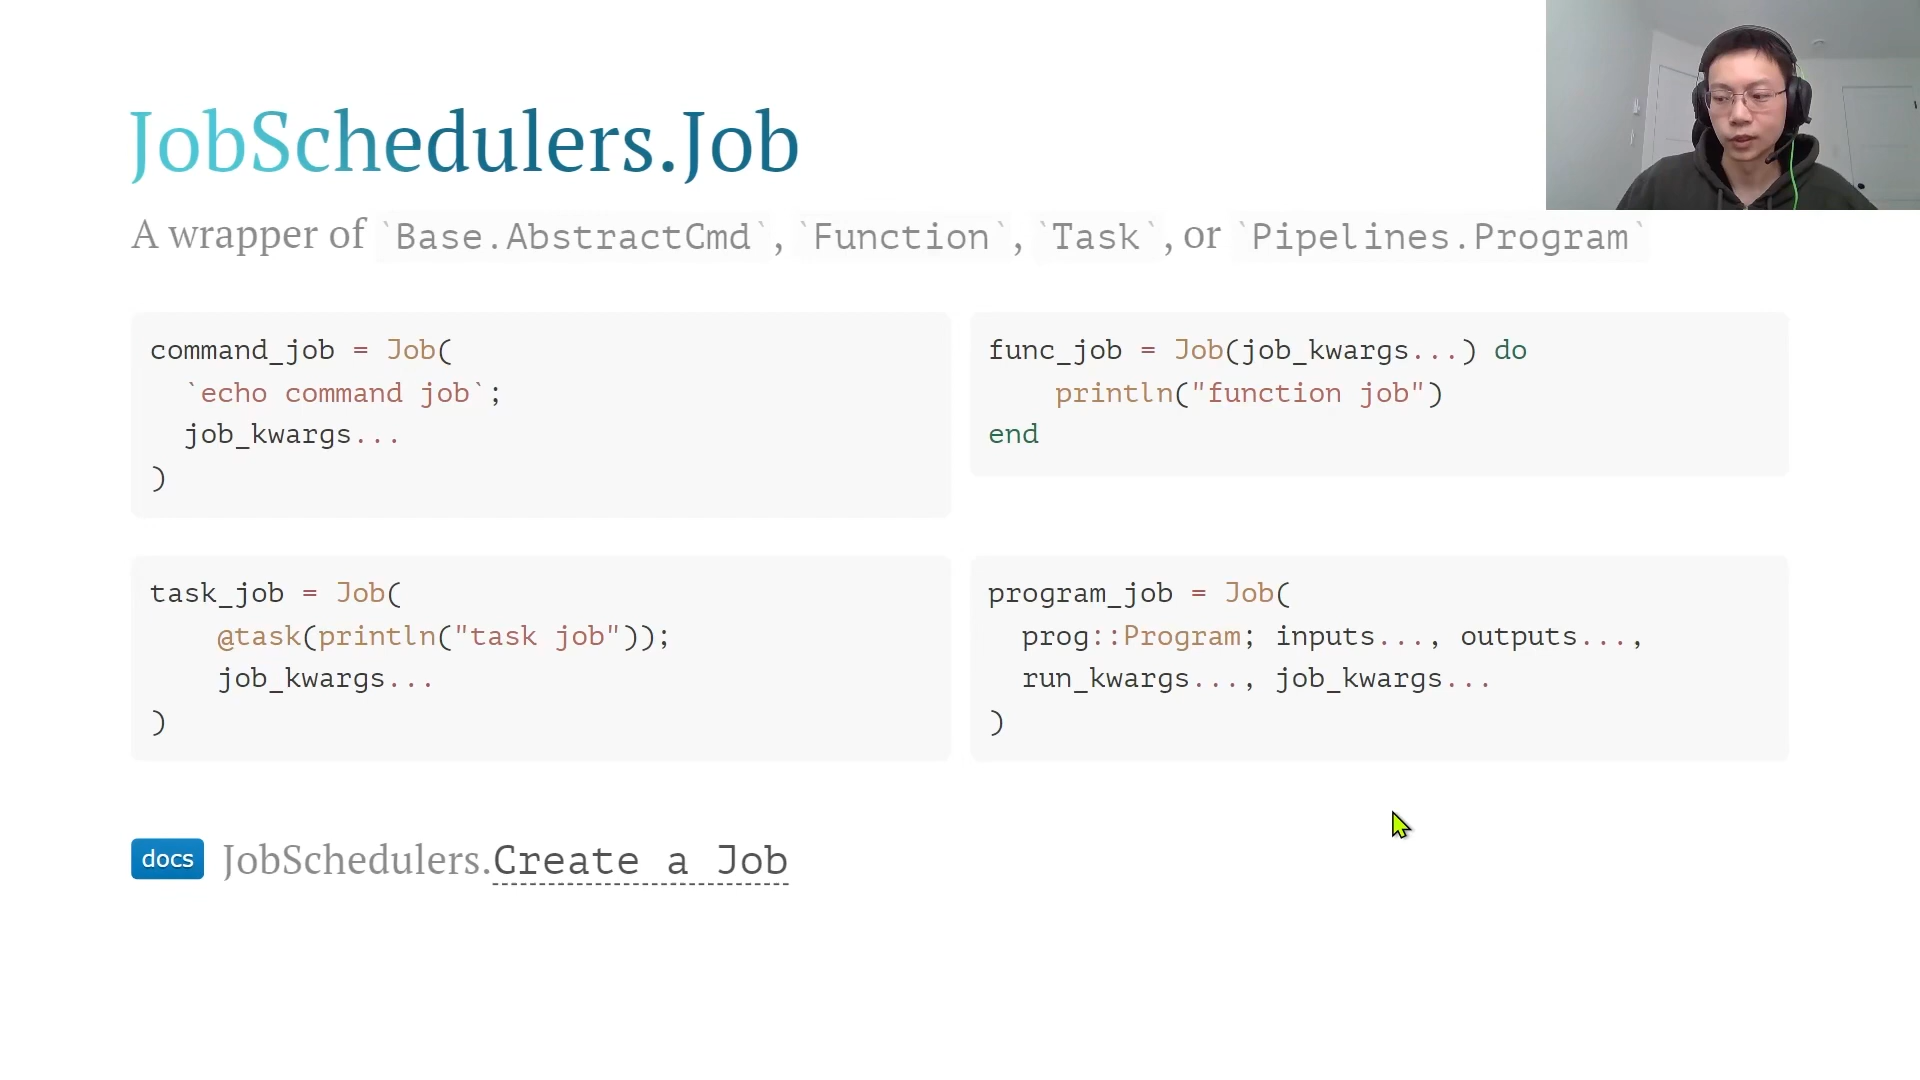 JobSchedulers.Job
A wrapper of `Base.AbstractCmd`, `Function`, `Task`, or `Pipelines.Program`
command_job = Job(
  `echo command job`;
  job_kwargs...
)
func_job = Job(job_kwargs...) do
    println("function job")
end
task_job = Job(
    @task(println("task job"));
    job_kwargs...
)
program_job = Job(
  prog::Program; inputs..., outputs...,
  run_kwargs..., job_kwargs...
)
docs JobSchedulers.Create a Job